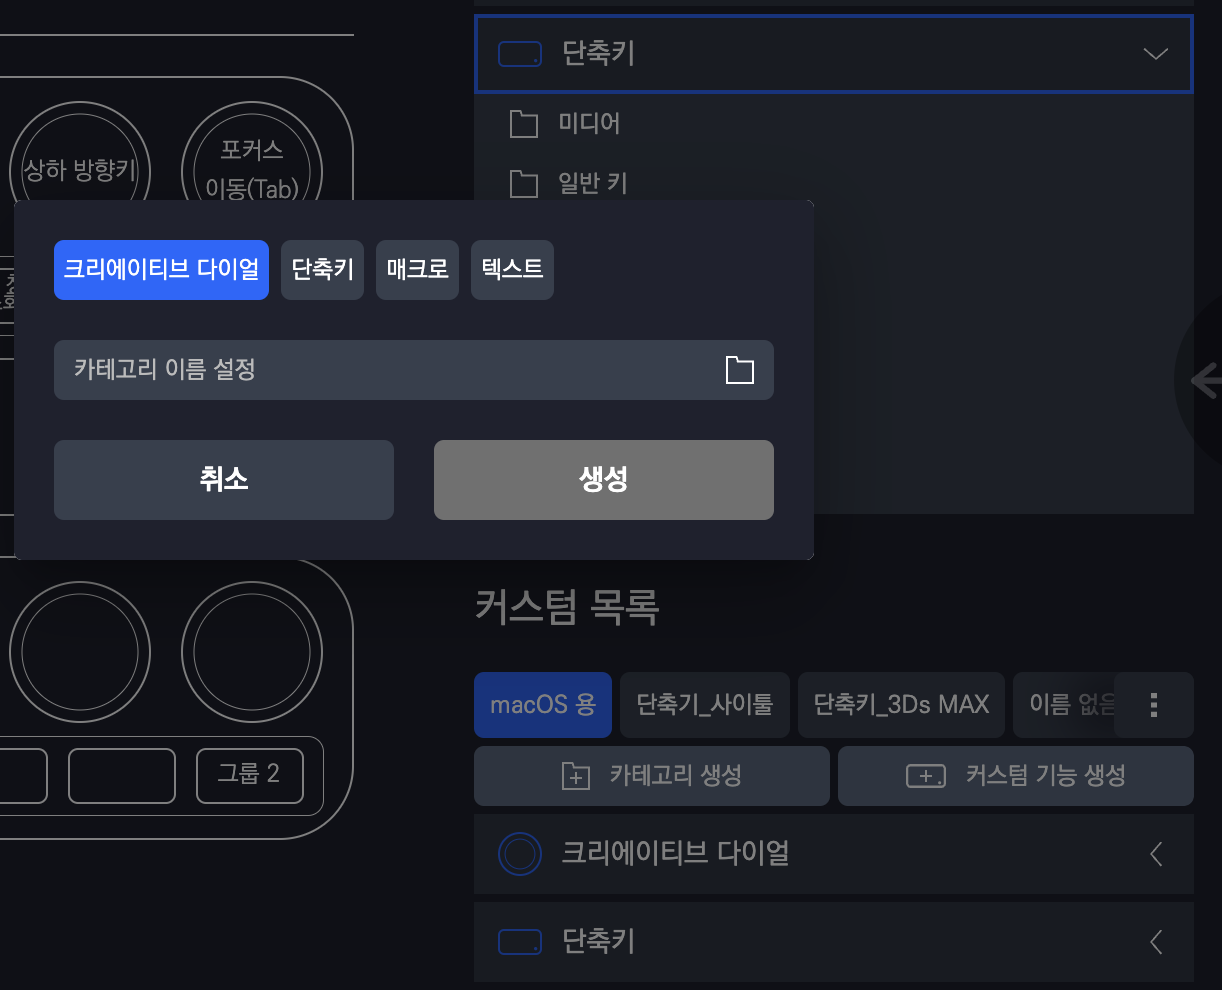 단축키
미디어
일반 키
상하 방향키
포커스
이동(Tab)
크리에이티브 다이얼
단축키
매크로
텍스트
카테고리 이름 설정
취소
생성
커스텀 목록
macOS 용
단축기_사이툴
단축키_3Ds MAX
이름 없음
카테고리 생성
커스텀 기능 생성
그룹 2
크리에이티브 다이얼
단축키